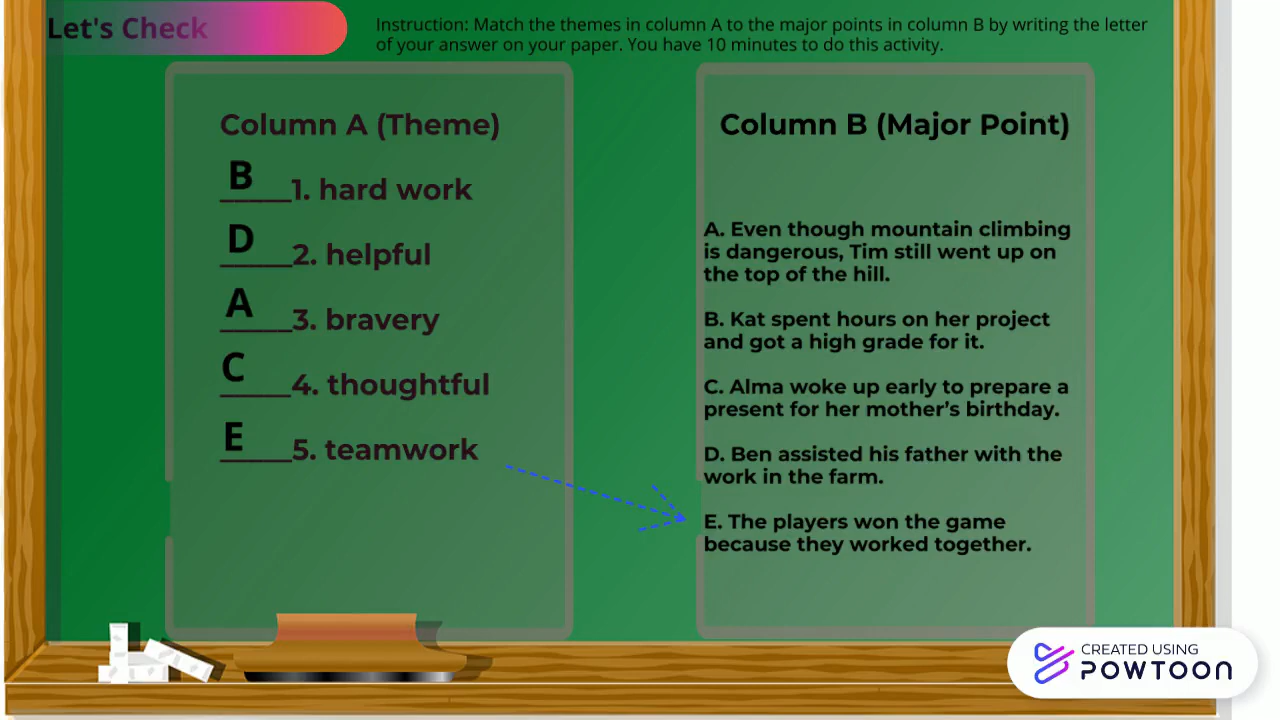 Let's Check
Instruction: Match the themes in column A to the major points in column B by writing the letter
of your answer on your paper. You have 10 minutes to do this activity.
Column A (Theme)
B
_____1. hard work
D
_____2. helpful
A
_____3. bravery
C
_____4. thoughtful
E
_____5. teamwork
Column B (Major Point)
A. Even though mountain climbing
is dangerous, Tim still went up on
the top of the hill.
B. Kat spent hours on her project
and got a high grade for it.
C. Alma woke up early to prepare a
present for her mother’s birthday.
D. Ben assisted his father with the
work in the farm.
E. The players won the game
because they worked together.
CREATED USING
POWTOON